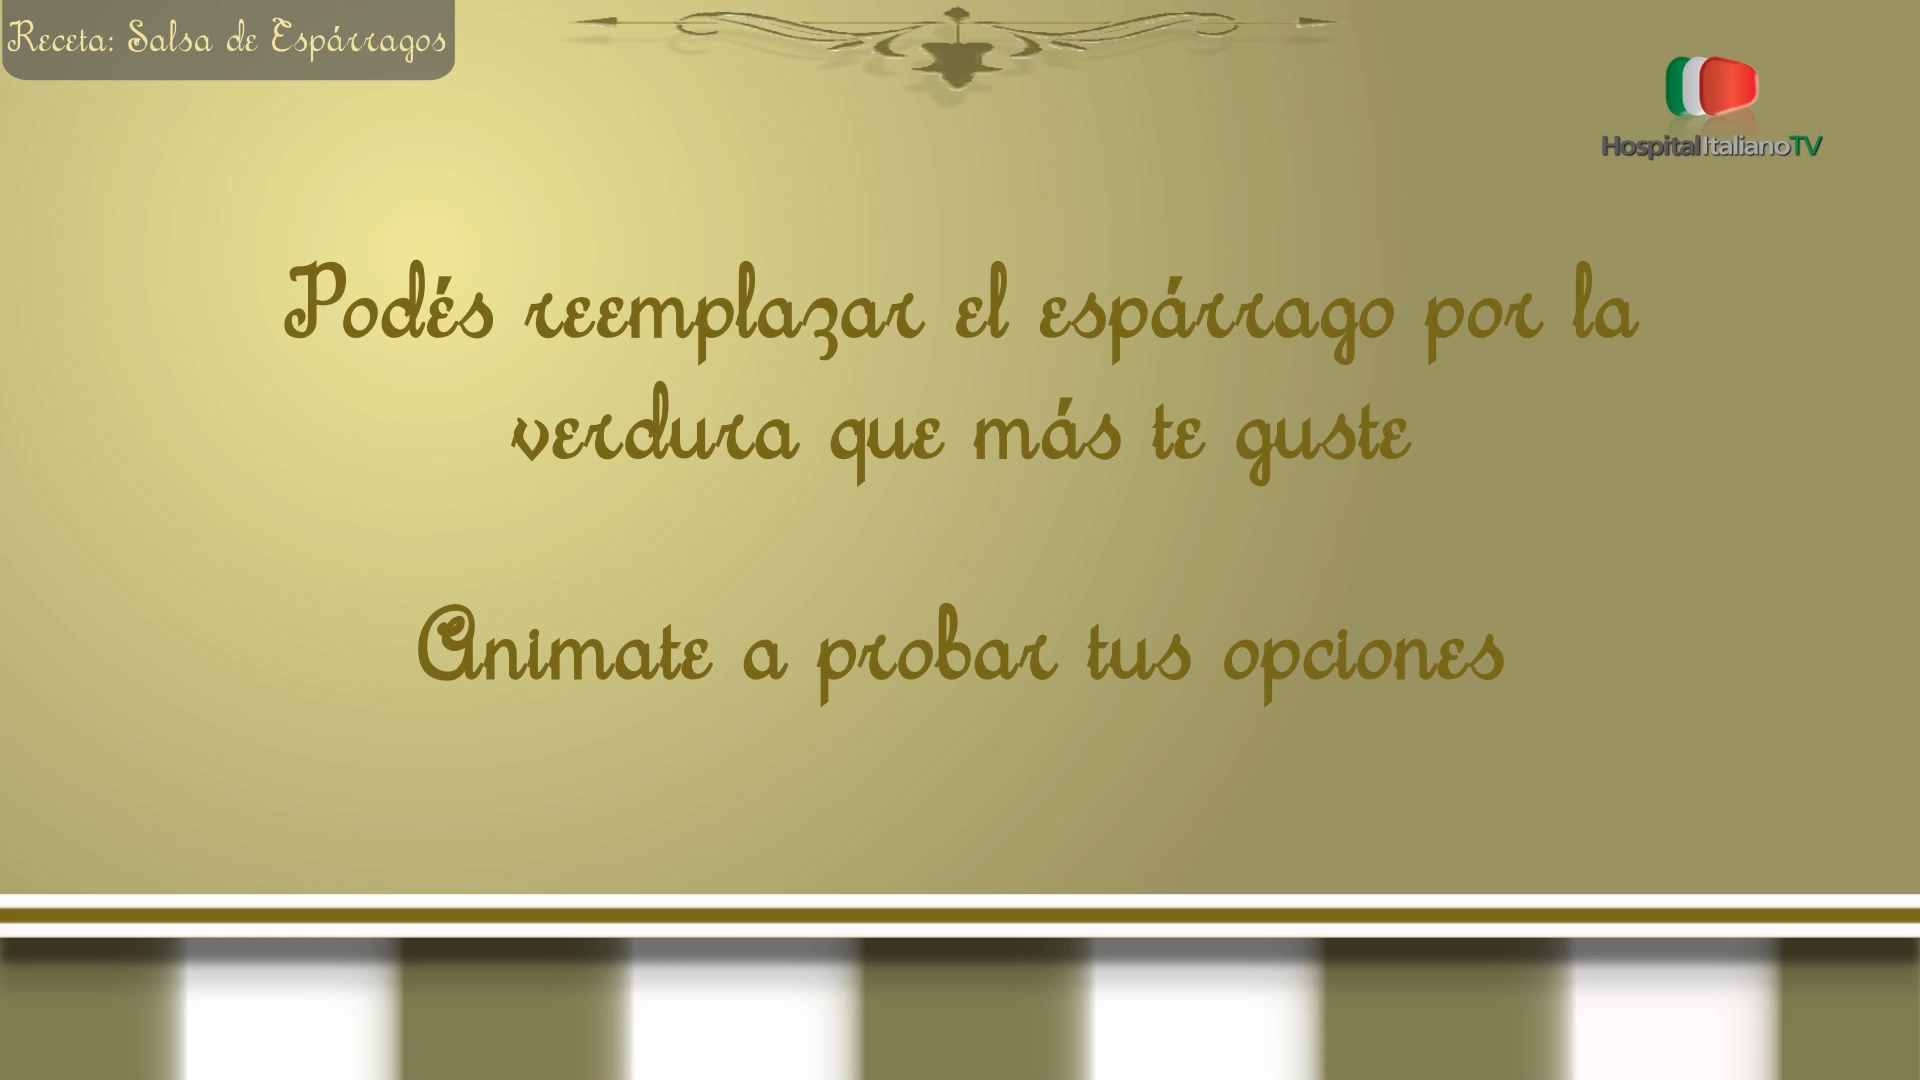 Receta: Salsa de Espárragos
HospitalItalianoTV
Podés reemplazar el espárrago por la
verdura que más te guste
Animate a probar tus opciones